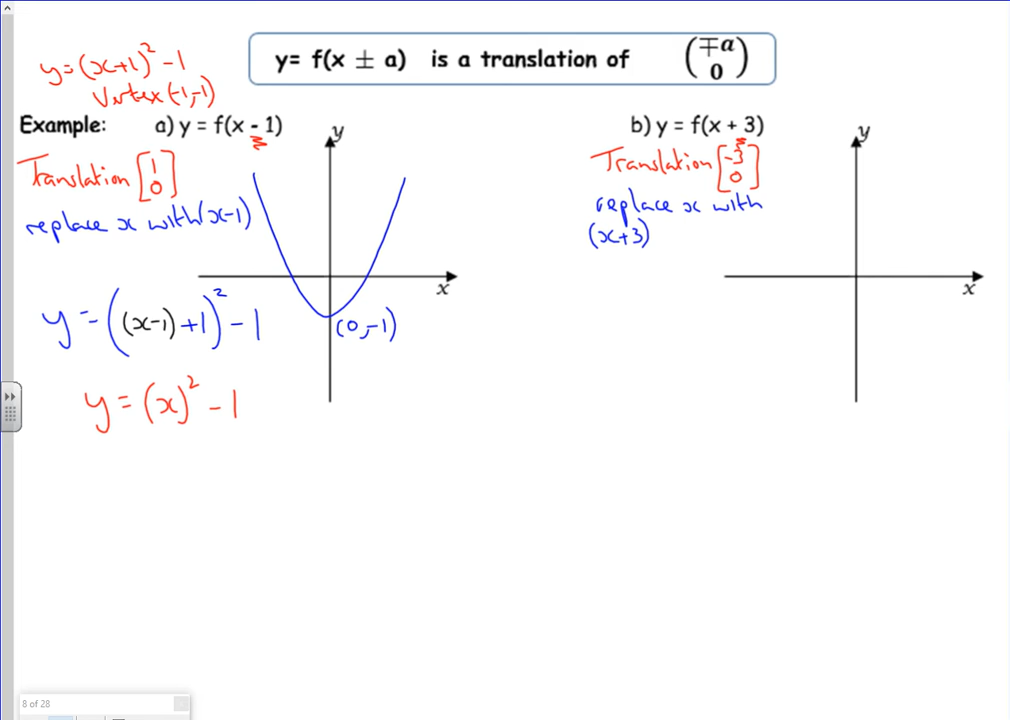 y=(x+1)² -1
Vertex(-1,-1)
y= f(x ± a) is a translation of (∓a 0)
Example: a) y = f(x - 1)
y
Translation [1 0]
replace x with(x-1)
x
y = ((x-1)+1)² -1
(0,-1)
y = (x)² - 1
b) y = f(x + 3)
y
Translation [-3 0]
replace x with
(x+3)
x
8 of 28